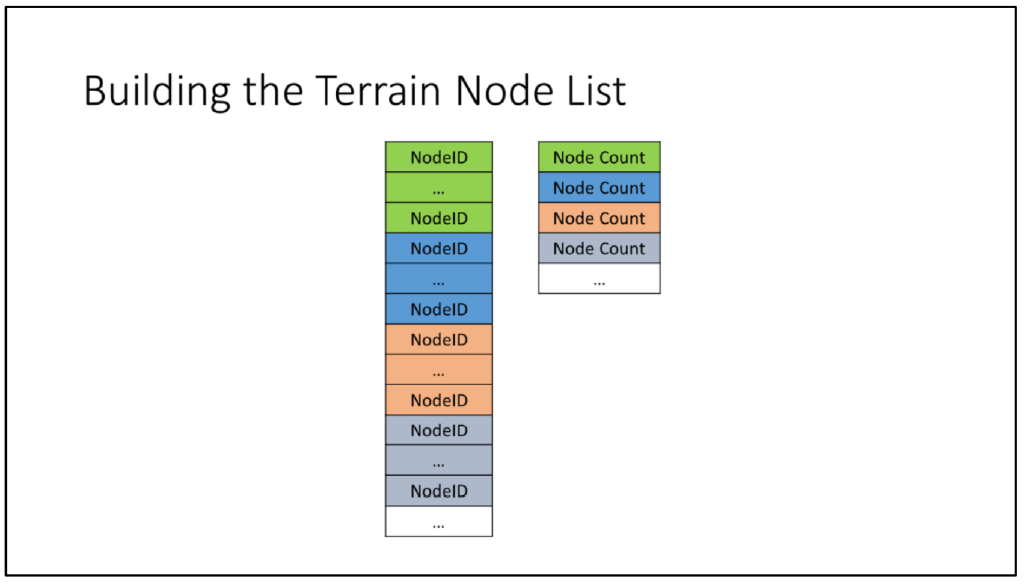 Building the Terrain Node List
NodeID
...
NodeID
NodeID
...
NodeID
NodeID
...
NodeID
NodeID
...
NodeID
...
Node Count
Node Count
Node Count
Node Count
...